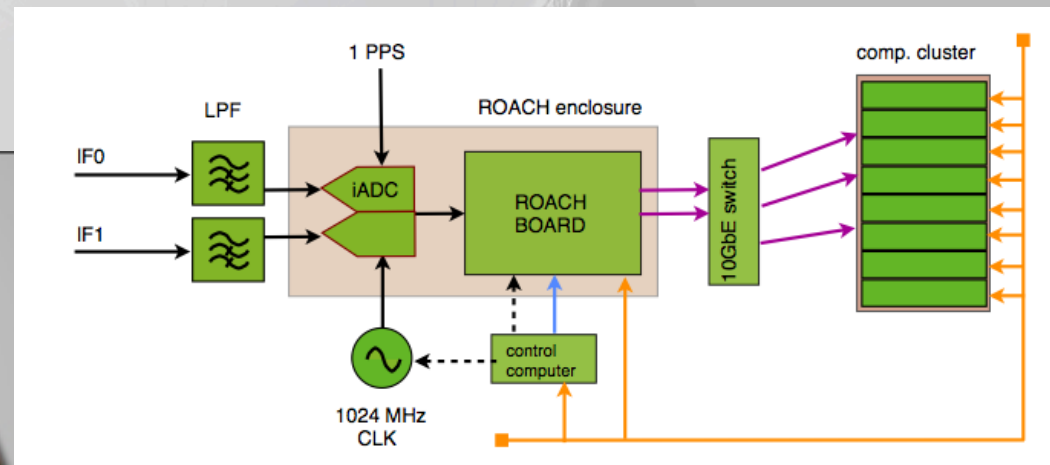 1 PPS
comp. cluster
LPF
ROACH enclosure
IF0
iADC
ROACH
BOARD
10GbE switch
IF1
control
computer
1024 MHz
CLK